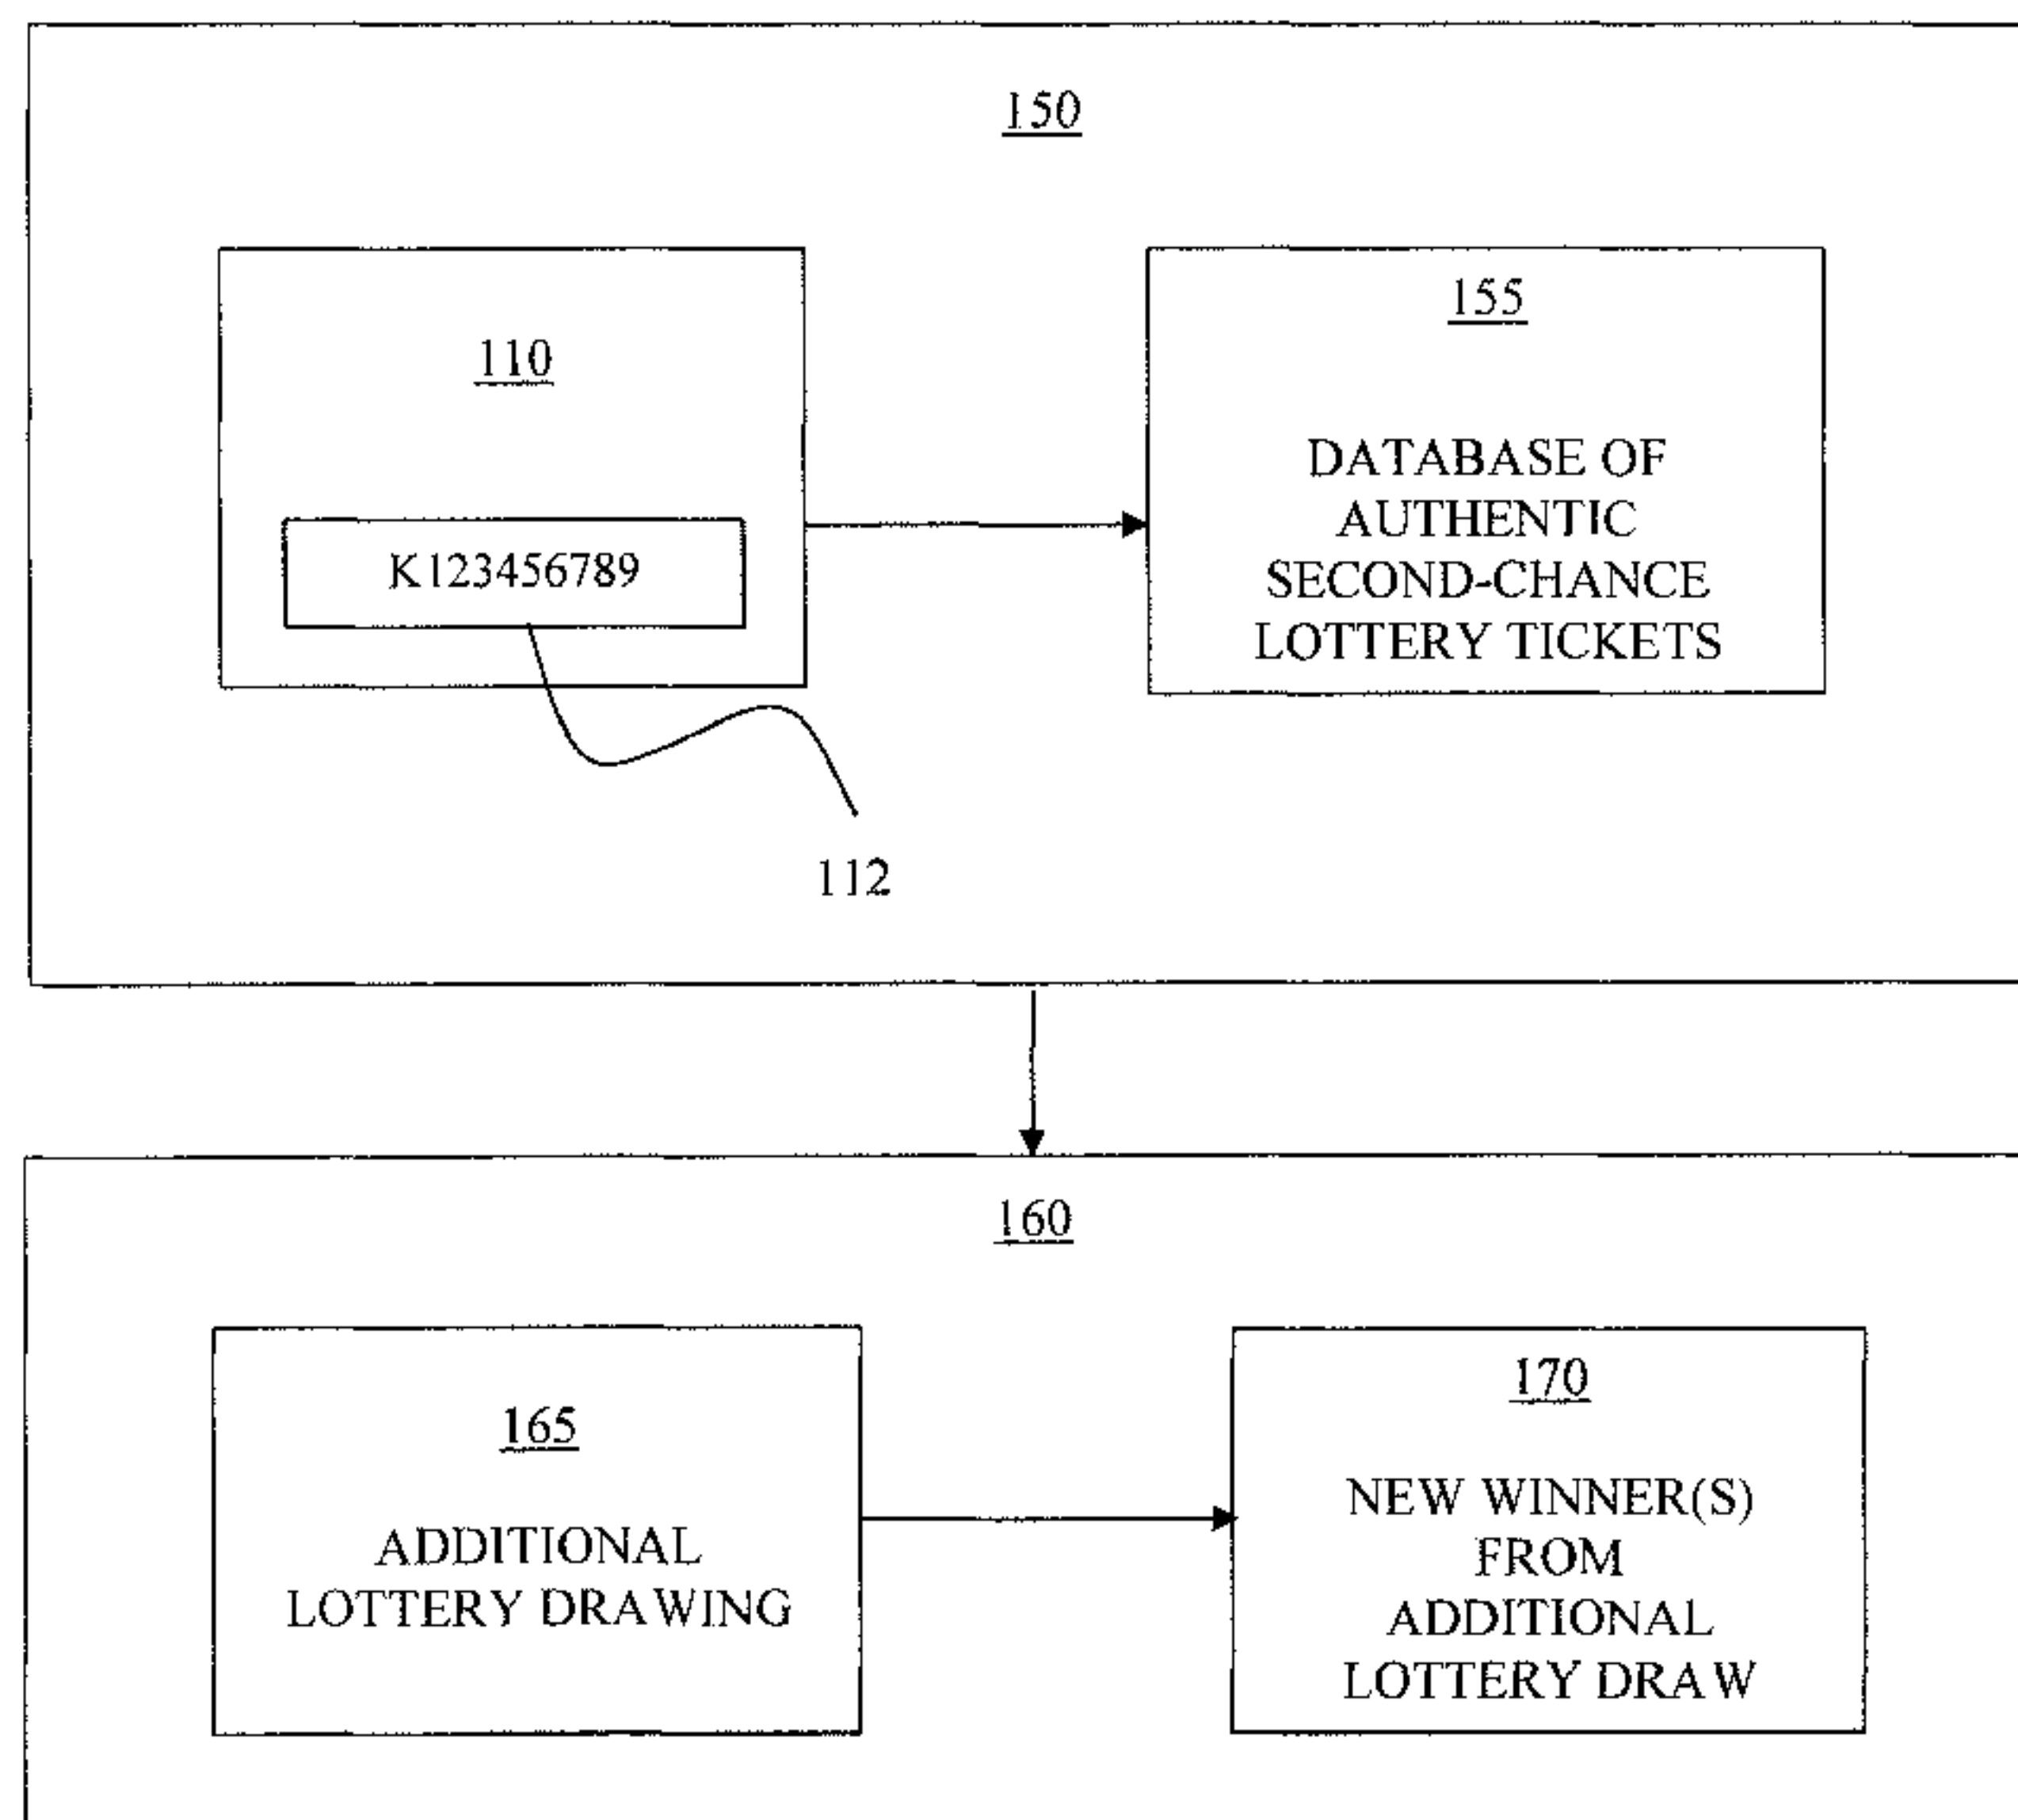 150
110
K123456789
112
155
DATABASE OF
AUTHENTIC
SECOND-CHANCE
LOTTERY TICKETS
160
165
ADDITIONAL
LOTTERY DRAWING
170
NEW WINNER(S)
FROM
ADDITIONAL
LOTTERY DRAW